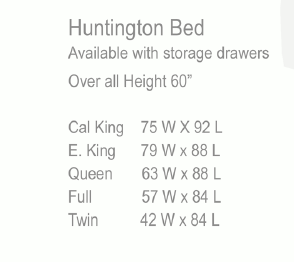 Huntington Bed
Available with storage drawers
Over all Height 60”
Cal King 75 W X 92 L
E. King 79 W x 88 L
Queen 63 W x 88 L
Full 57 W x 84 L
Twin 42 W x 84 L